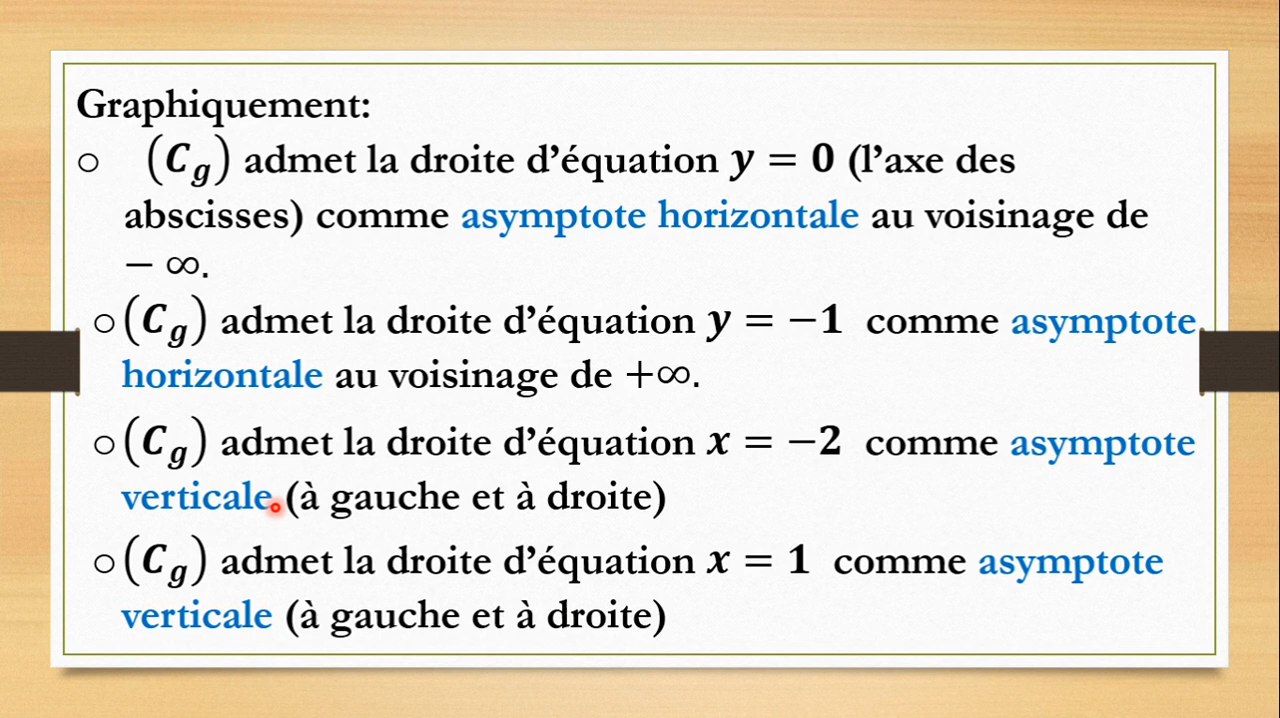 Graphiquement:
○ (C_g) admet la droite d'équation y = 0 (l'axe des
abscisses) comme asymptote horizontale au voisinage de
− ∞.
○ (C_g) admet la droite d'équation y = −1 comme asymptote
horizontale au voisinage de +∞.
○ (C_g) admet la droite d'équation x = −2 comme asymptote
verticale (à gauche et à droite)
○ (C_g) admet la droite d'équation x = 1 comme asymptote
verticale (à gauche et à droite)